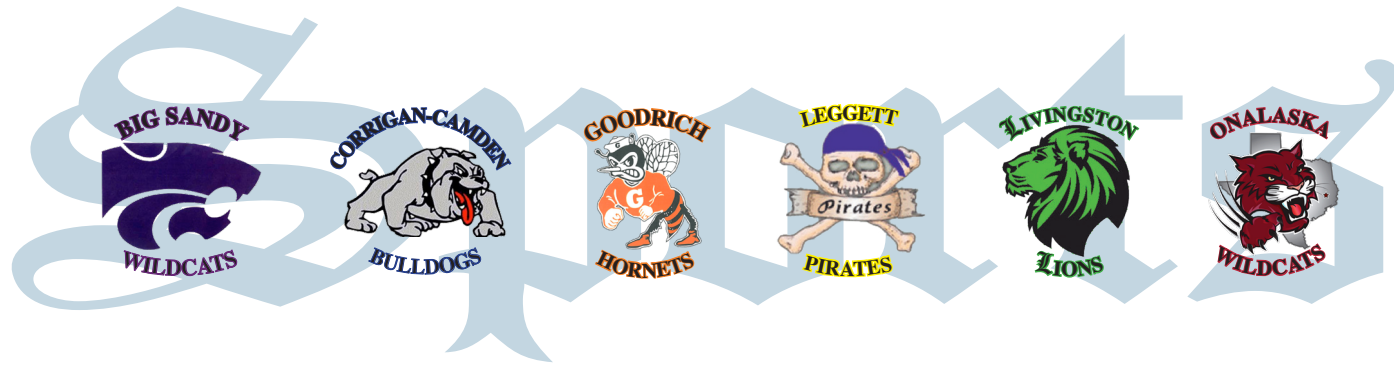 Sports
BIG SANDY
WILDCATS
CORRIGAN-CAMDEN
BULLDOGS
GOODRICH
G
HORNETS
LEGGETT
Pirates
PIRATES
LIVINGSTON
LIONS
ONALASKA
WILDCATS